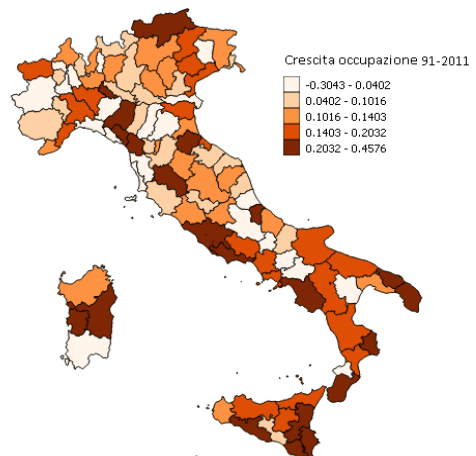 Crescita occupazione 91-2011
-0.3043 - 0.0402
0.0402 - 0.1016
0.1016 - 0.1403
0.1403 - 0.2032
0.2032 - 0.4576